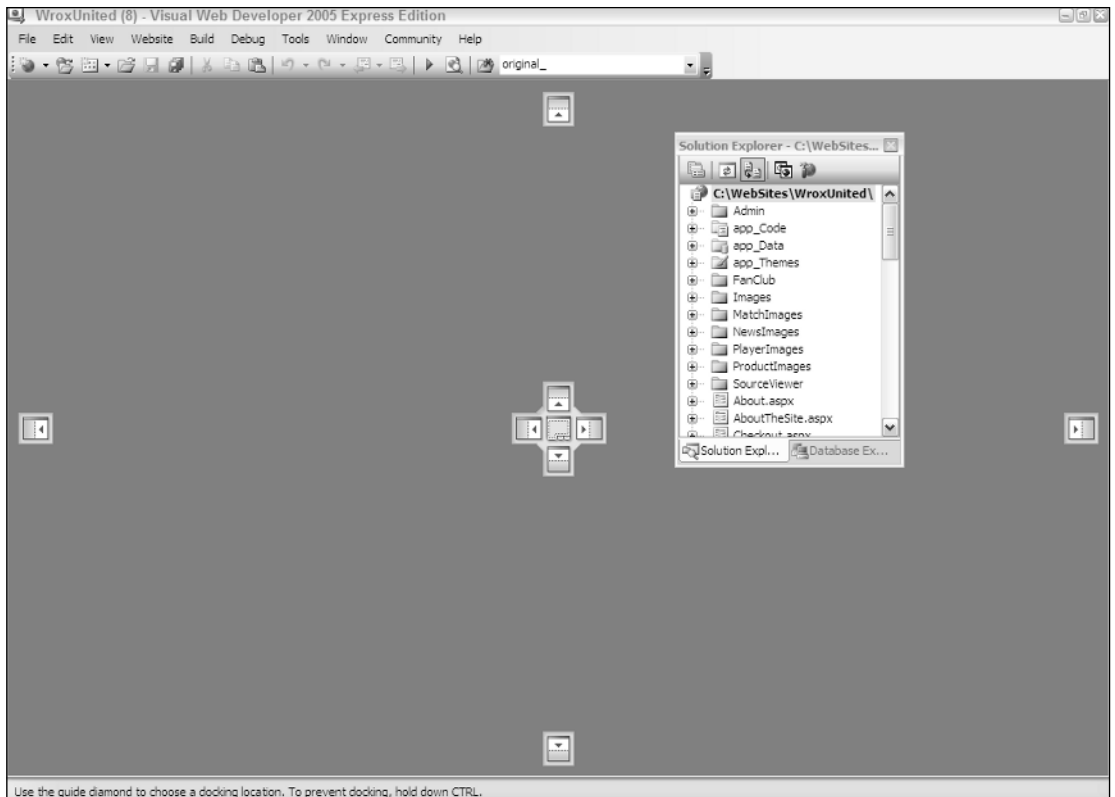 WroxUnited (8) - Visual Web Developer 2005 Express Edition
File Edit View Website Build Debug Tools Window Community Help
original_
Solution Explorer - C:\WebSites...
C:\WebSites\WroxUnited\
Admin
app_Code
app_Data
app_Themes
FanClub
Images
MatchImages
NewsImages
PlayerImages
ProductImages
SourceViewer
About.aspx
AboutTheSite.aspx
Checkout.aspx
Solution Expl... Database Ex...
Use the guide diamond to choose a docking location. To prevent docking, hold down CTRL.